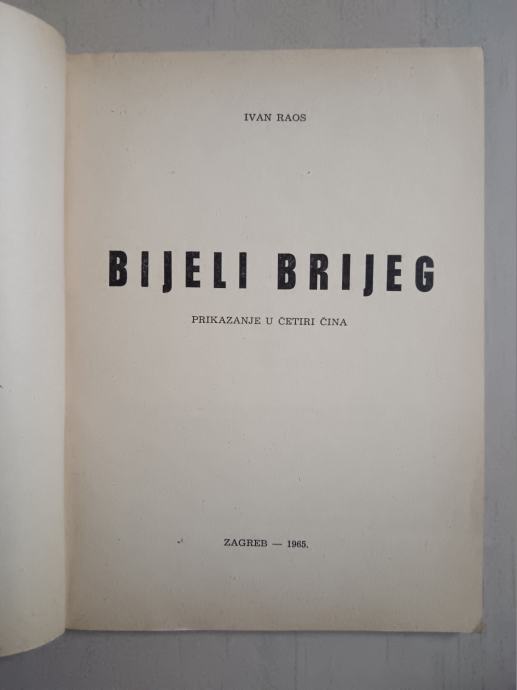 IVAN RAOS
BIJELI BRIJEG
PRIKAZANJE U ČETIRI ČINA
ZAGREB — 1965.